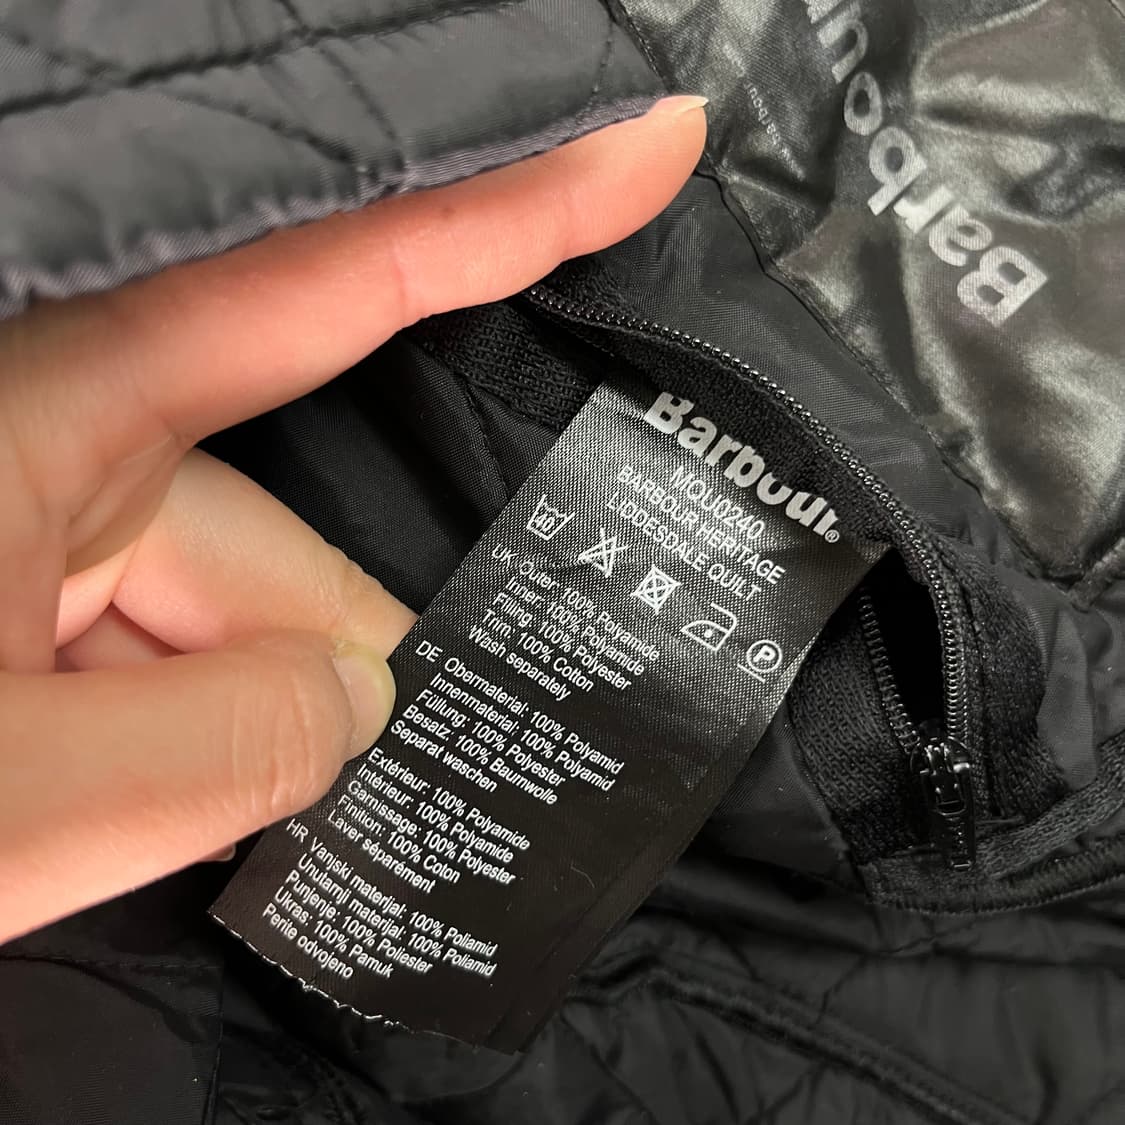 Barbour
Barbour
Barbour®
MQU0240
BARBOUR HERITAGE
LIDDESDALE QUILT
40
P
UK Outer: 100% Polyamide
Inner: 100% Polyamide
Filling: 100% Polyester
Trim: 100% Cotton
Wash separately
DE Obermaterial: 100% Polyamid
Innenmaterial: 100% Polyamid
Füllung: 100% Polyester
Besatz: 100% Baumwolle
Separat waschen
Extérieur: 100% Polyamide
Intérieur: 100% Polyamide
Garnissage: 100% Polyester
Finition: 100% Coton
Laver séparément
HR Vanjski materijal: 100% Poliamid
Unutarnji materijal: 100% Poliamid
Punjenje: 100% Poliester
Ukras: 100% Pamuk
Perite odvojeno